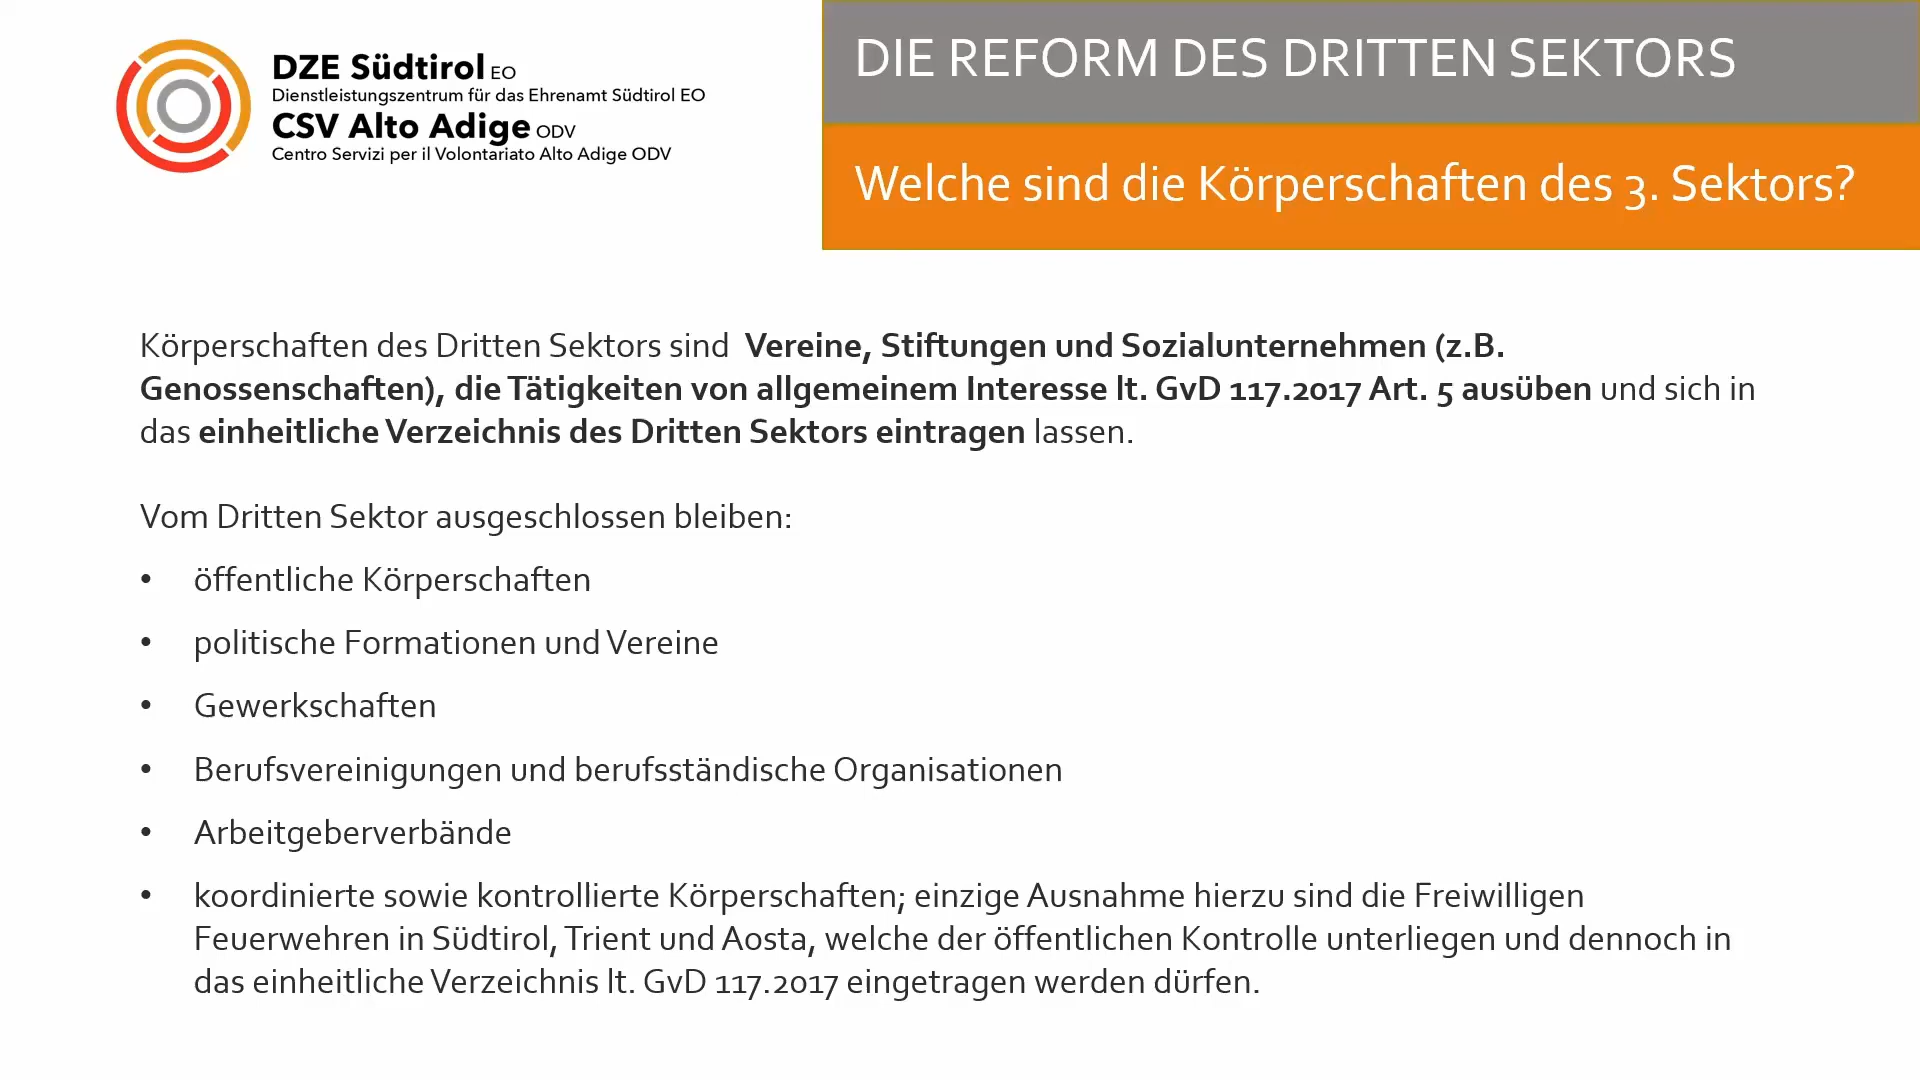 DZE Südtirol EO
Dienstleistungszentrum für das Ehrenamt Südtirol EO
CSV Alto Adige ODV
Centro Servizi per il Volontariato Alto Adige ODV
DIE REFORM DES DRITTEN SEKTORS
Welche sind die Körperschaften des 3. Sektors?
Körperschaften des Dritten Sektors sind Vereine, Stiftungen und Sozialunternehmen (z.B.
Genossenschaften), die Tätigkeiten von allgemeinem Interesse lt. GvD 117.2017 Art. 5 ausüben und sich in
das einheitliche Verzeichnis des Dritten Sektors eintragen lassen.
Vom Dritten Sektor ausgeschlossen bleiben:
• öffentliche Körperschaften
• politische Formationen und Vereine
• Gewerkschaften
• Berufsvereinigungen und berufsständische Organisationen
• Arbeitgeberverbände
• koordinierte sowie kontrollierte Körperschaften; einzige Ausnahme hierzu sind die Freiwilligen
Feuerwehren in Südtirol, Trient und Aosta, welche der öffentlichen Kontrolle unterliegen und dennoch in
das einheitliche Verzeichnis lt. GvD 117.2017 eingetragen werden dürfen.